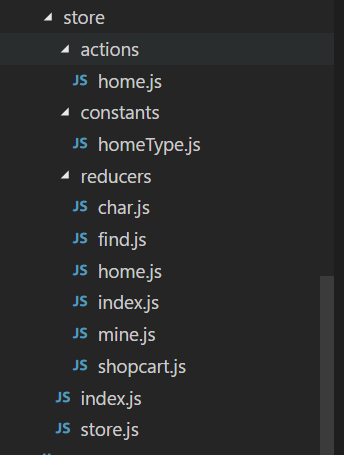 store
actions
JS home.js
constants
JS homeType.js
reducers
JS char.js
JS find.js
JS home.js
JS index.js
JS mine.js
JS shopcart.js
JS index.js
JS store.js